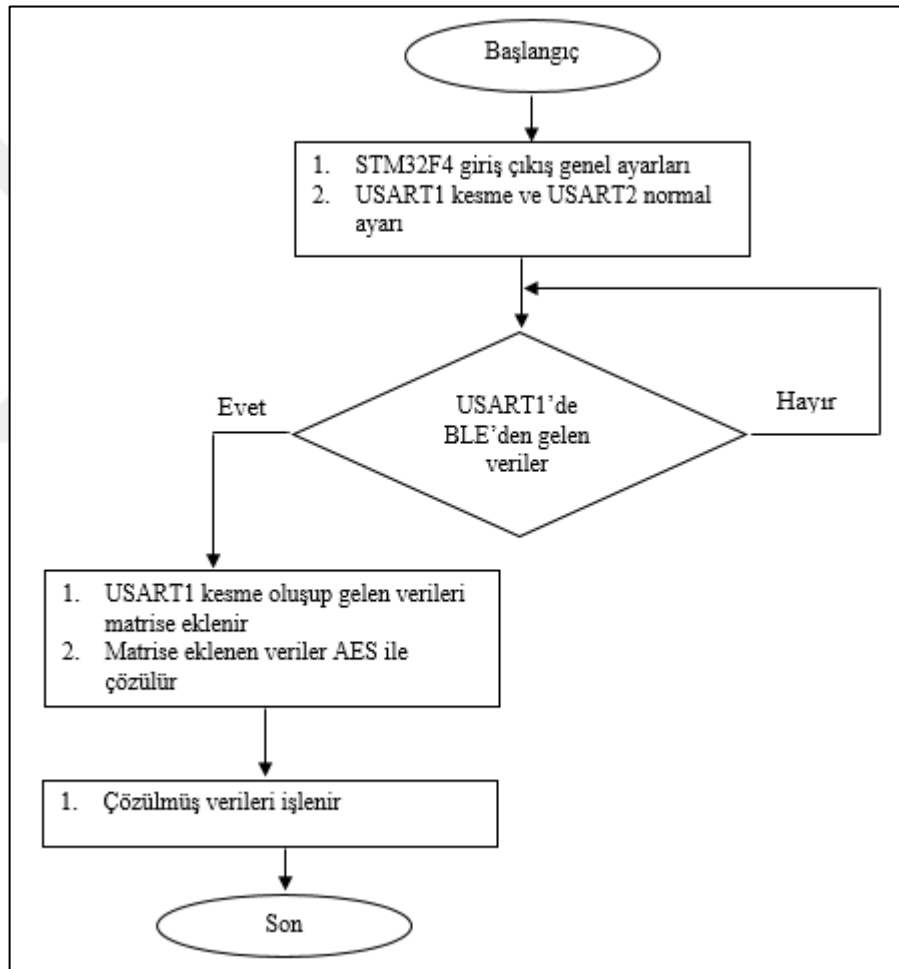 Başlangıç
1. STM32F4 giriş çıkış genel ayarları
2. USART1 kesme ve USART2 normal
ayarı
USART1’de
BLE’den gelen
veriler
Evet
Hayır
1. USART1 kesme oluşup gelen verileri
matrise eklenir
2. Matrise eklenen veriler AES ile
çözülür
1. Çözülmüş verileri işlenir
Son